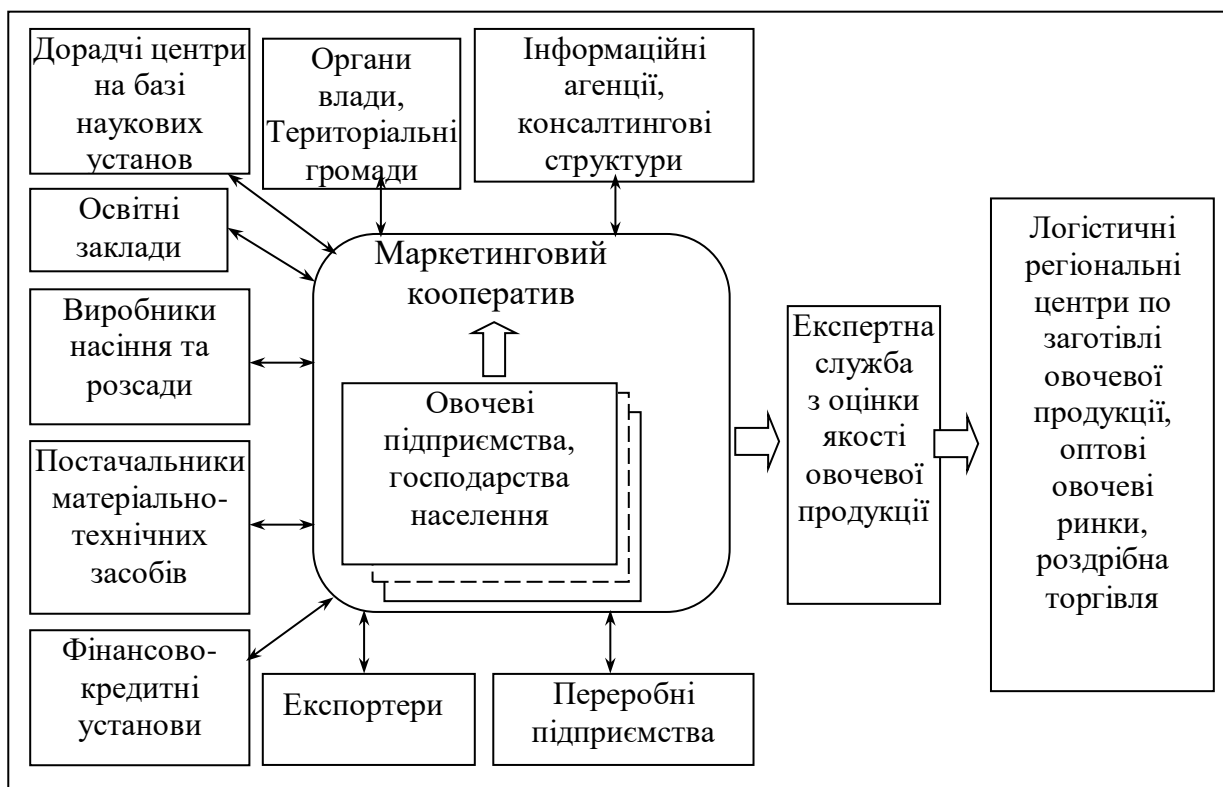 Дорадчі центри
на базі
наукових
установ
Органи
влади,
Територіальні
громади
Інформаційні
агенції,
консалтингові
структури
Освітні
заклади
Виробники
насіння та
розсади
Постачальники
матеріально-
технічних
засобів
Фінансово-
кредитні
установи
Маркетинговий
кооператив
Овочеві
підприємства,
господарства
населення
Експортери
Переробні
підприємства
Експертна
служба
з оцінки
якості
овочевої
продукції
Логістичні
регіональні
центри по
заготівлі
овочевої
продукції,
оптові
овочеві
ринки,
роздрібна
торгівля